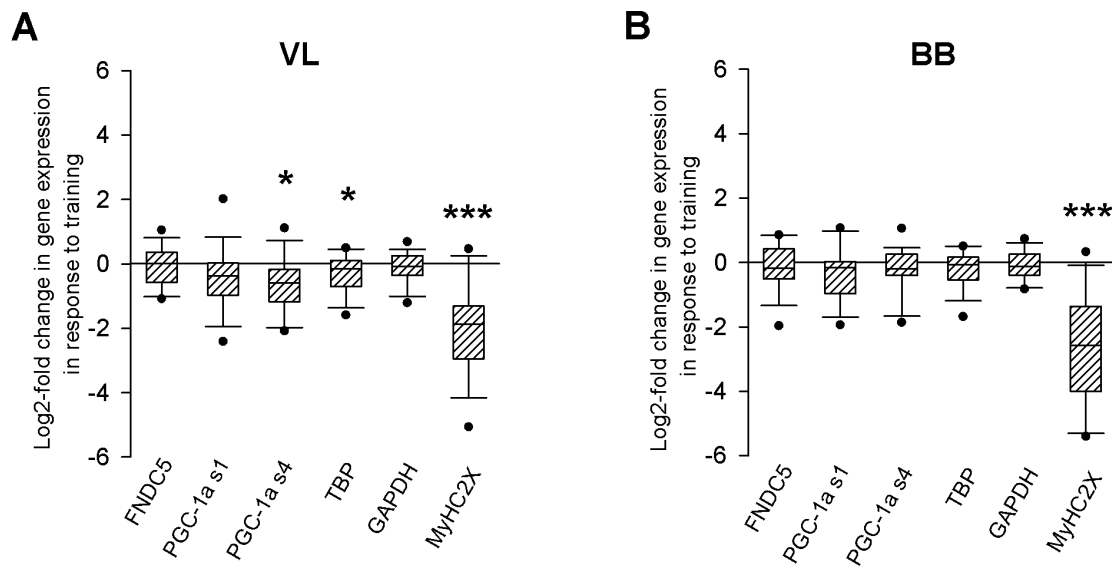 A
VL
Log2-fold change in gene expression
in response to training
6
4
2
0
-2
-4
-6
*
*
***
FNDC5
PGC-1a s1
PGC-1a s4
TBP
GAPDH
MyHC2X
B
BB
Log2-fold change in gene expression
in response to training
6
4
2
0
-2
-4
-6
***
FNDC5
PGC-1a s1
PGC-1a s4
TBP
GAPDH
MyHC2X